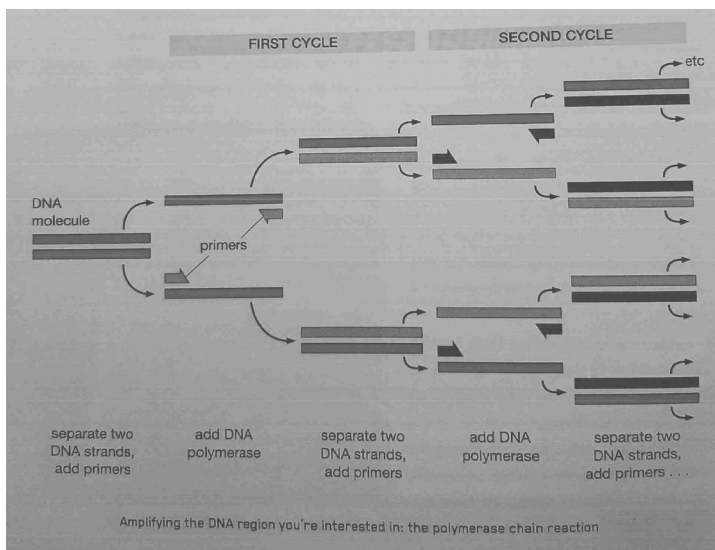 FIRST CYCLE
SECOND CYCLE
etc
DNA
molecule
primers
separate two
DNA strands,
add primers
add DNA
polymerase
separate two
DNA strands,
add primers
add DNA
polymerase
separate two
DNA strands,
add primers . . .
Amplifying the DNA region you're interested in: the polymerase chain reaction